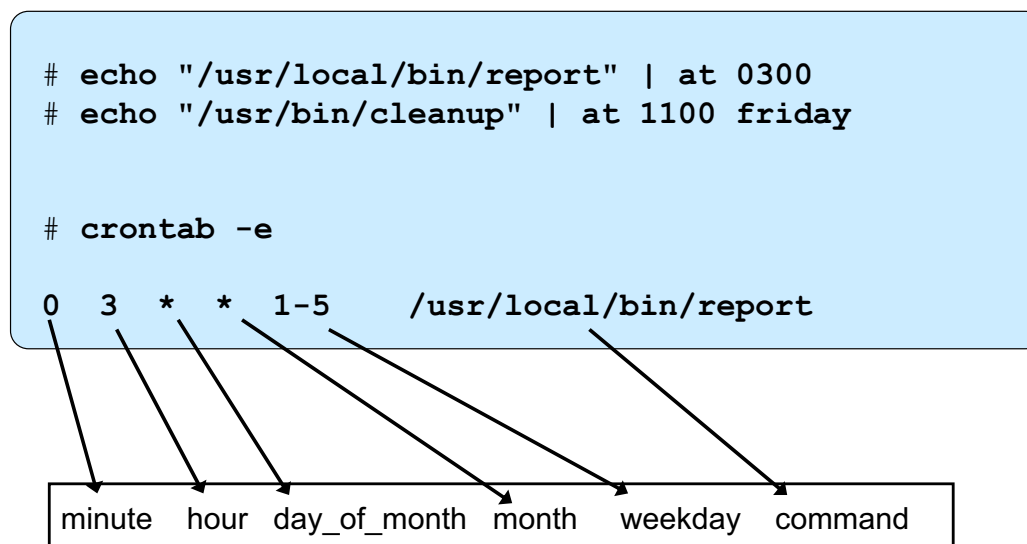 # echo "/usr/local/bin/report" | at 0300
# echo "/usr/bin/cleanup" | at 1100 friday
# crontab -e
0 3 * * 1-5 /usr/local/bin/report
minute hour day_of_month month weekday command